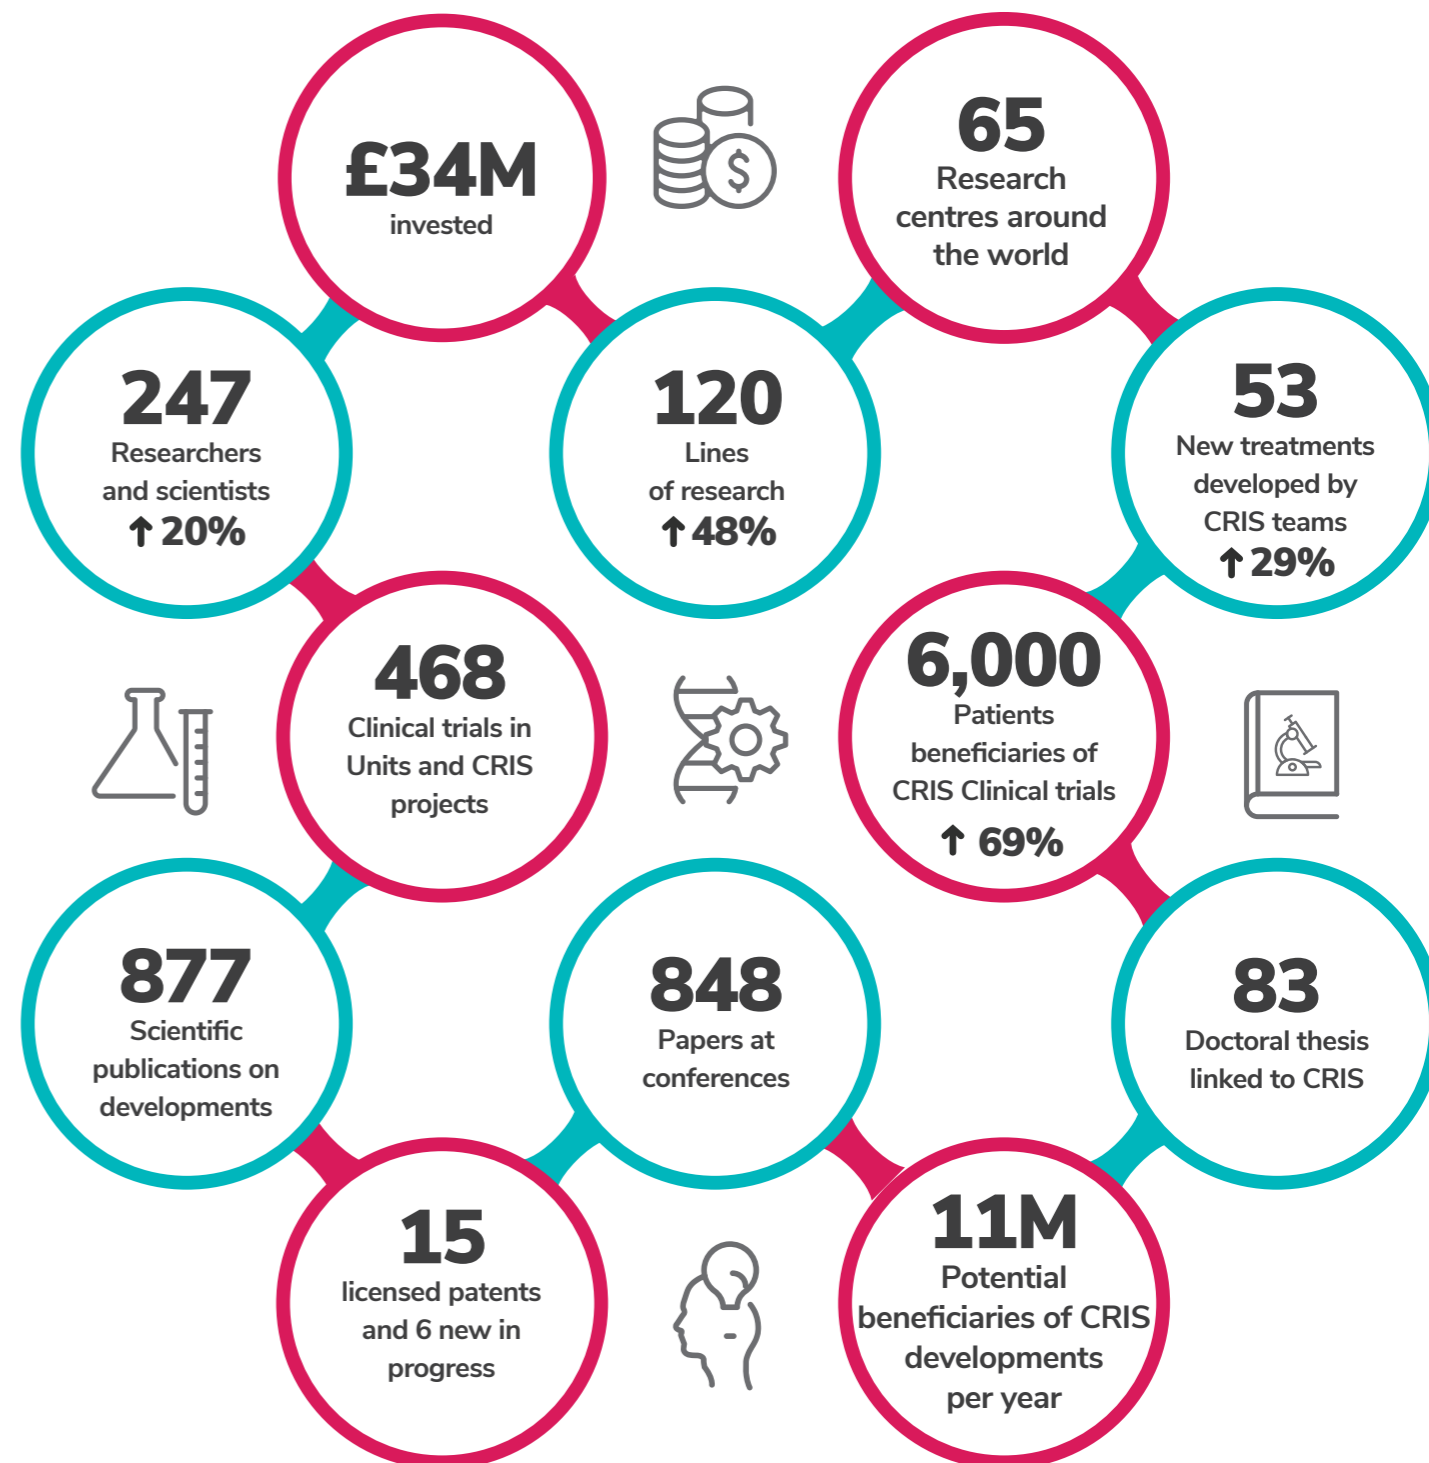 £34M
invested
65
Research
centres around
the world
247
Researchers
and scientists
↑ 20%
120
Lines
of research
↑ 48%
53
New treatments
developed by
CRIS teams
↑ 29%
468
Clinical trials in
Units and CRIS
projects
6,000
Patients
beneficiaries of
CRIS Clinical trials
↑ 69%
877
Scientific
publications on
developments
848
Papers at
conferences
83
Doctoral thesis
linked to CRIS
15
licensed patents
and 6 new in
progress
11M
Potential
beneficiaries of CRIS
developments
per year